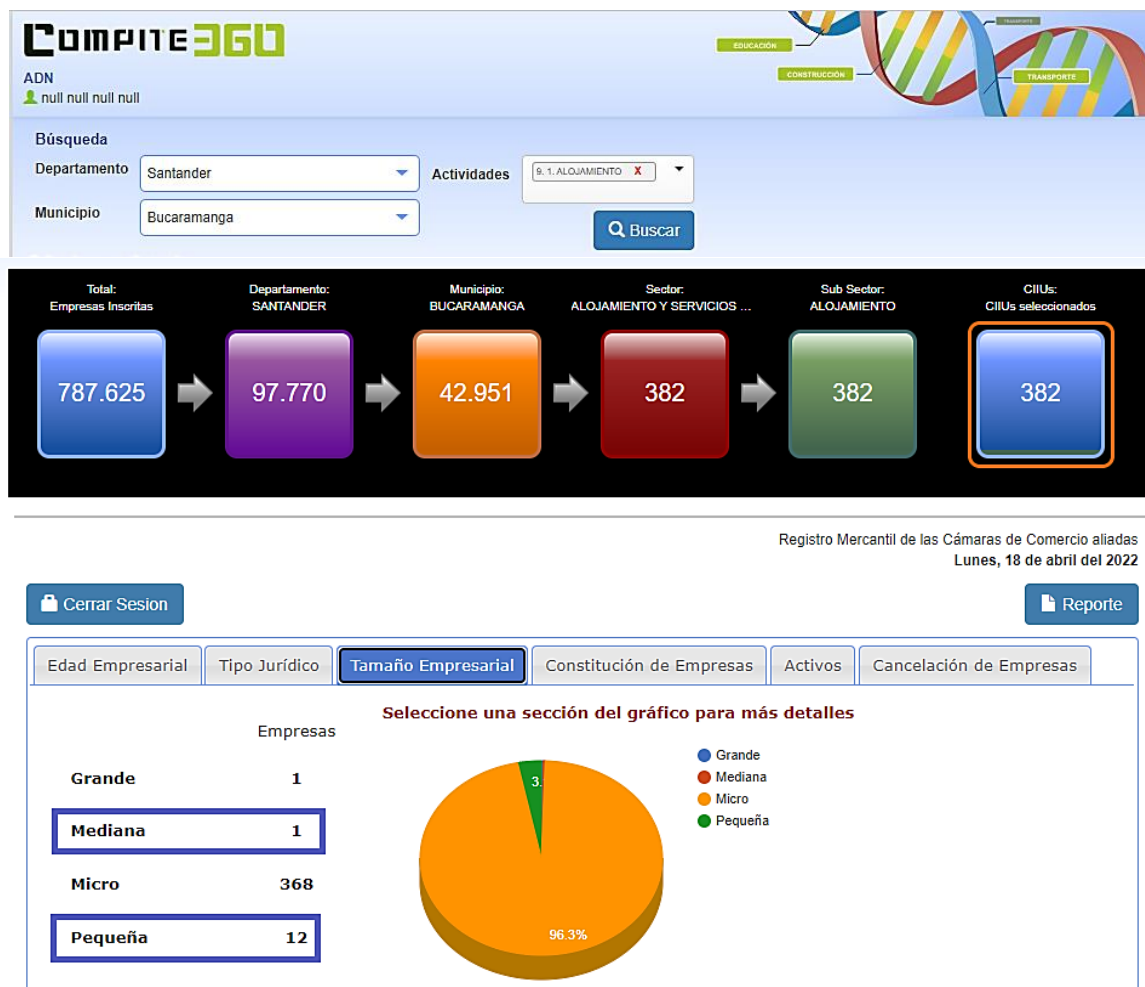 COMPITE360
EDUCACIÓN
TRANSPORTE
CONSTRUCCIÓN
TRANSPORTE
ADN
null null null null
Búsqueda
Departamento Santander Actividades 9. 1. ALOJAMIENTO X
Municipio Bucaramanga
Buscar
Total: Departamento: Municipio: Sector: Sub Sector: CIIUs:
Empresas Inscritas SANTANDER BUCARAMANGA ALOJAMIENTO Y SERVICIOS ... ALOJAMIENTO CIIUs seleccionados
787.625 97.770 42.951 382 382 382
Registro Mercantil de las Cámaras de Comercio aliadas
Lunes, 18 de abril del 2022
Cerrar Sesion Reporte
Edad Empresarial Tipo Jurídico Tamaño Empresarial Constitución de Empresas Activos Cancelación de Empresas
Seleccione una sección del gráfico para más detalles
Empresas
Grande 1
Mediana 1
Micro 368
Pequeña 12
Grande
Mediana
Micro
Pequeña
3.
96.3%